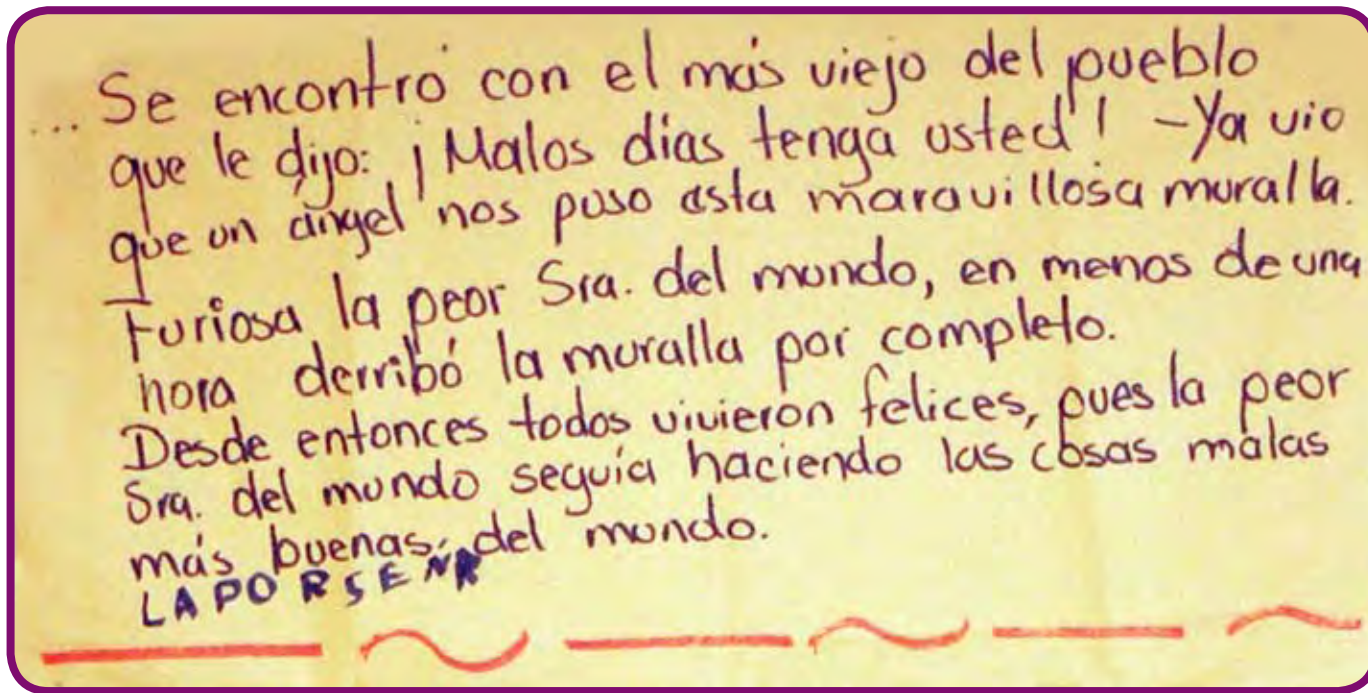 ... Se encontró con el más viejo del pueblo
que le dijo: ¡Malos días tenga usted! - Ya vio
que un ángel nos puso asta maravillosa muralla.
Furiosa la peor Sra. del mundo, en menos de una
hora derribó la muralla por completo.
Desde entonces todos vivieron felices, pues la peor
Sra. del mundo seguía haciendo las cosas malas
más buenas, del mundo.
LAPORSEÑR